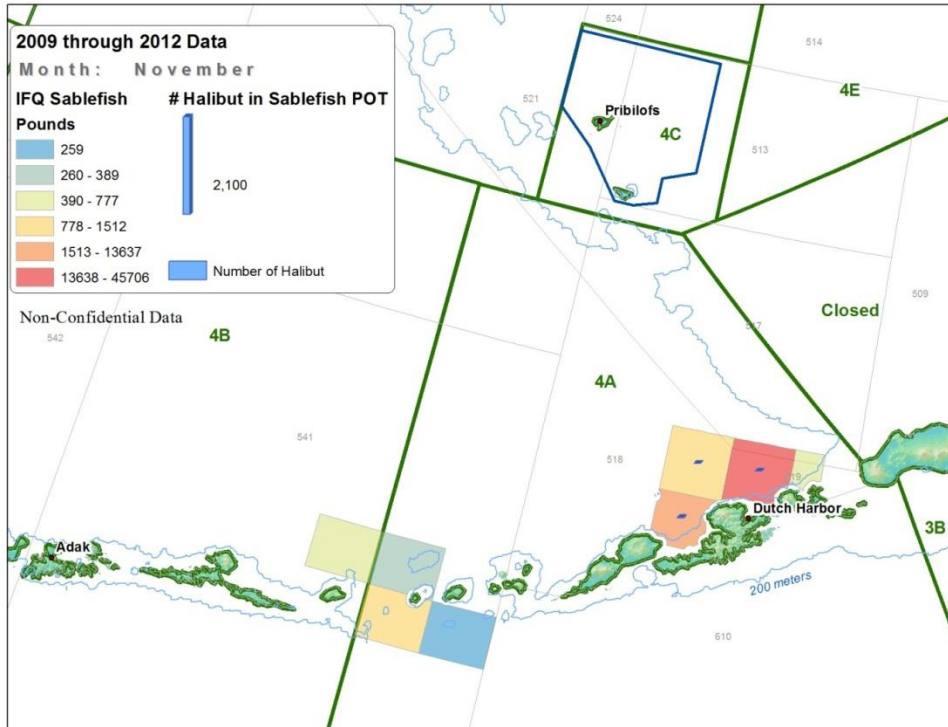 2009 through 2012 Data
Month: November
IFQ Sablefish
Pounds
259
260 - 389
390 - 777
778 - 1512
1513 - 13637
13638 - 45706
# Halibut in Sablefish POT
2,100
Number of Halibut
Non-Confidential Data
524
514
4E
521
Pribilofs
4C
513
509
Closed
517
542
4B
4A
541
518
19
Dutch Harbor
3B
Adak
200 meters
610